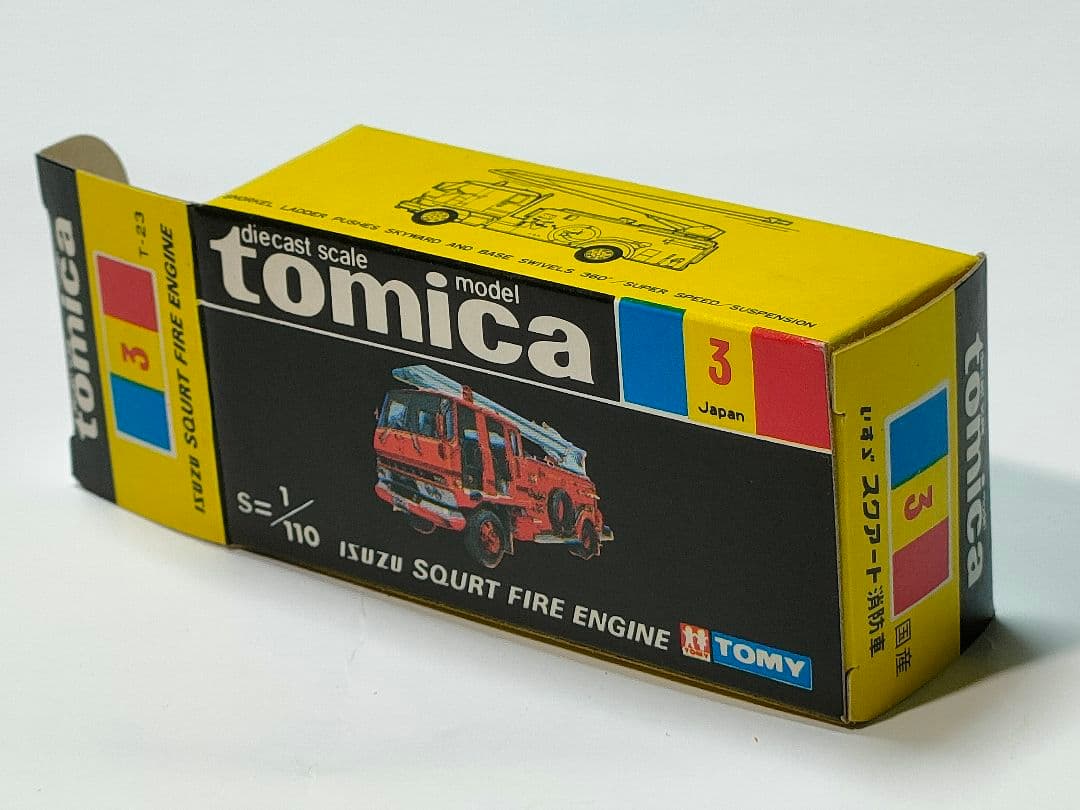 SNORKEL LADDER PUSHES SKYWARD AND BASE SWIVELS 360°/SUPER SPEED/SUSPENSION
diecast scale
model
tomica
3
Japan
S=1/110
ISUZU SQURT FIRE ENGINE
TOMY
TOMY
tomica
3
T-23
ISUZU SQURT FIRE ENGINE
tomica
3
いすゞ スクアート消防車
国産